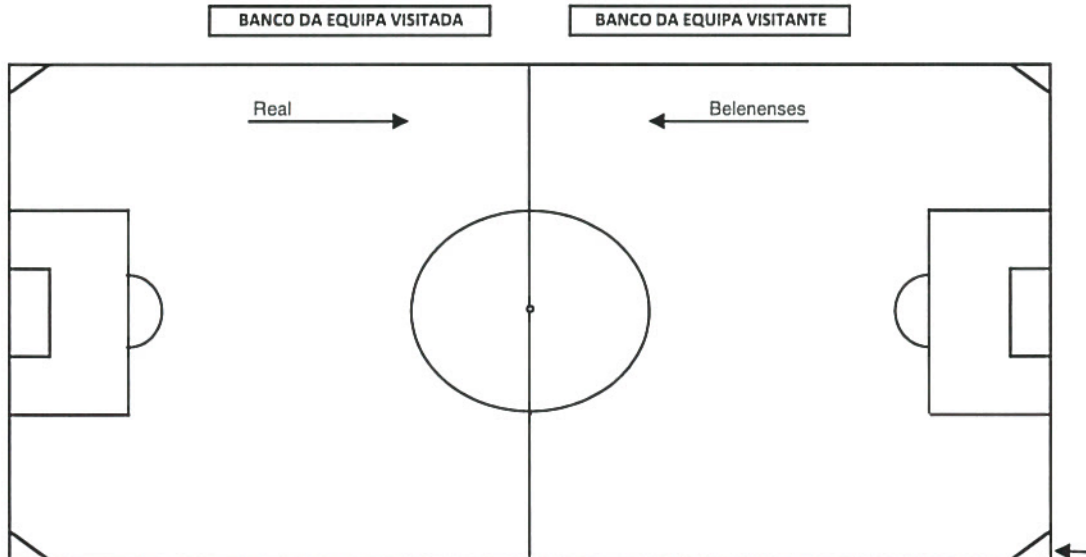 BANCO DA EQUIPA VISITADA
BANCO DA EQUIPA VISITANTE
Real
Belenenses